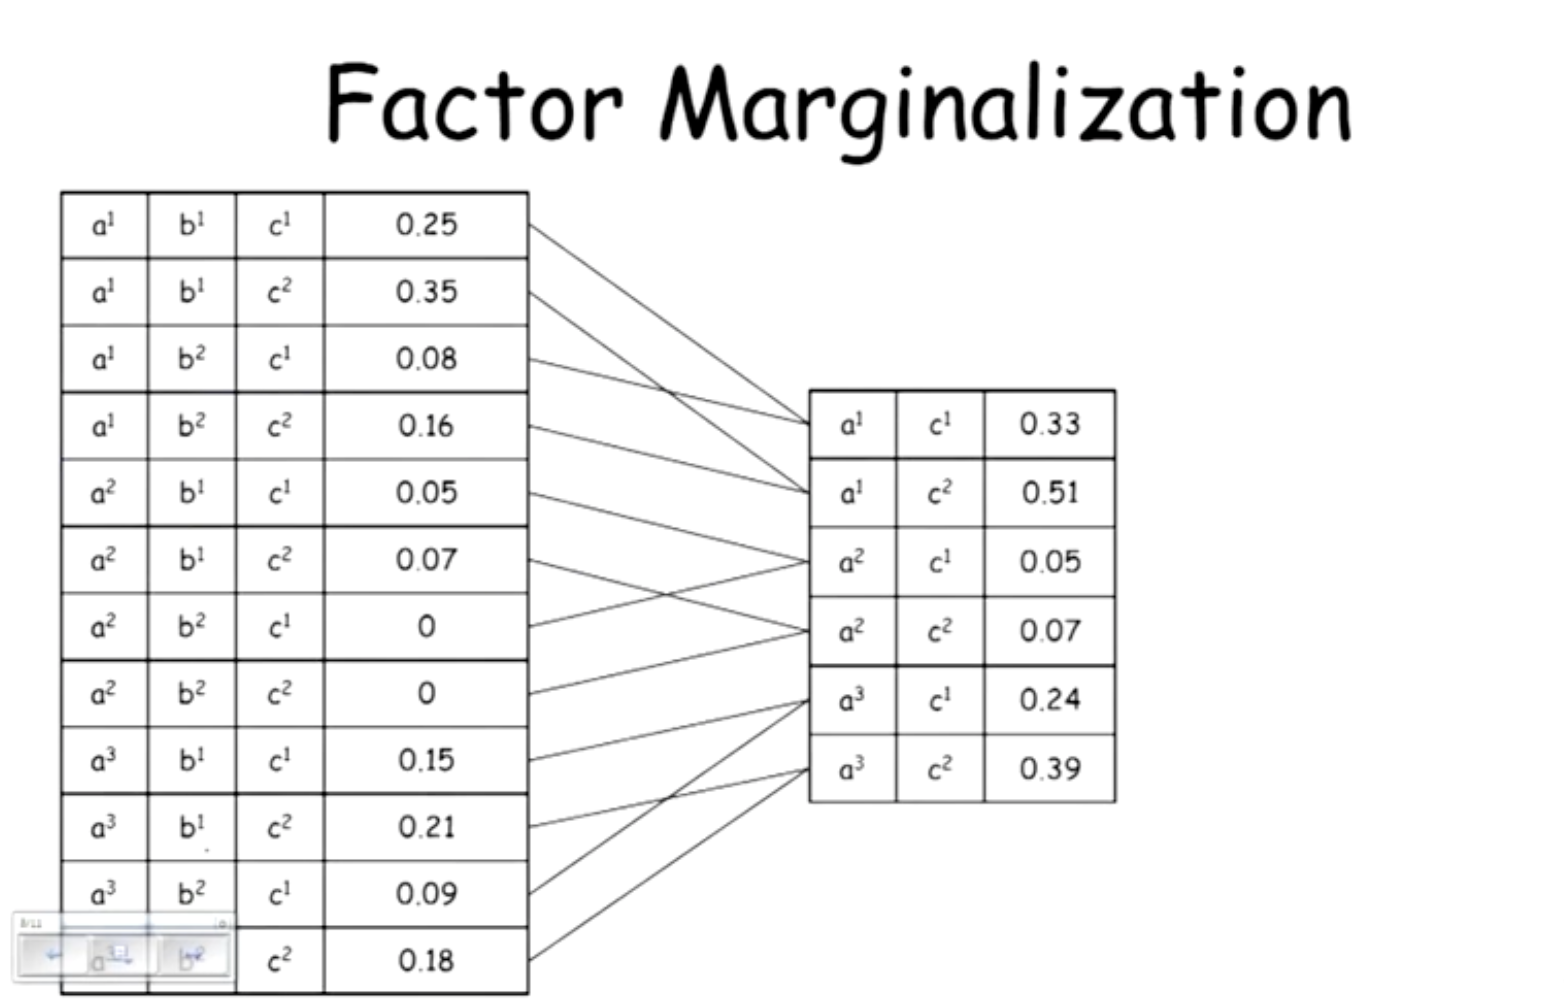 Factor Marginalization
a¹ b¹ c¹ 0.25
a¹ b¹ c² 0.35
a¹ b² c¹ 0.08
a¹ b² c² 0.16
a² b¹ c¹ 0.05
a² b¹ c² 0.07
a² b² c¹ 0
a² b² c² 0
a³ b¹ c¹ 0.15
a³ b¹ c² 0.21
a³ b² c¹ 0.09
c² 0.18
a¹ c¹ 0.33
a¹ c² 0.51
a² c¹ 0.05
a² c² 0.07
a³ c¹ 0.24
a³ c² 0.39